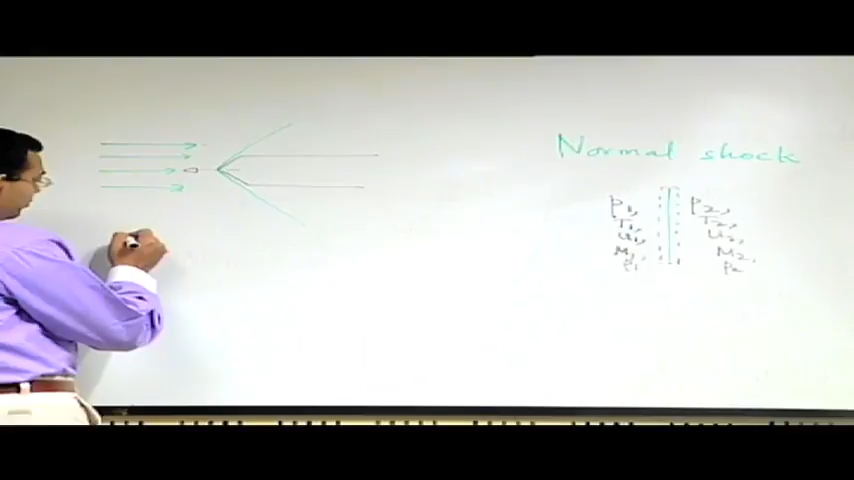 Normal shock
P1, P2,
T1, T2,
u1, u2,
M1, M2,
ρ1 ρ2